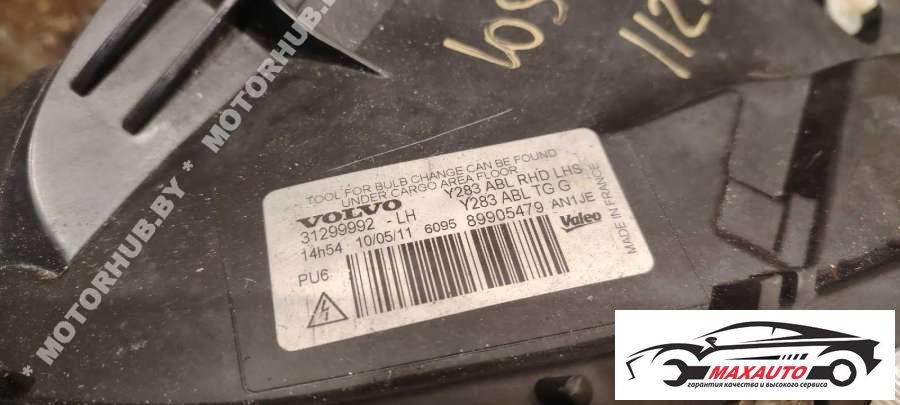 * MOTORHUB.BY * MOTORHUB
TOOL FOR BULB CHANGE CAN BE FOUND
UNDER CARGO AREA FLOOR
VOLVO Y283 ABL RHD LHS
31299992 -LH Y283 ABL TG G
14h54 10/05/11 6095 89905479 AN1JE
PU6
Valeo
MADE IN FRANCE
MAXAUTO
гарантия качества и высокого сервиса